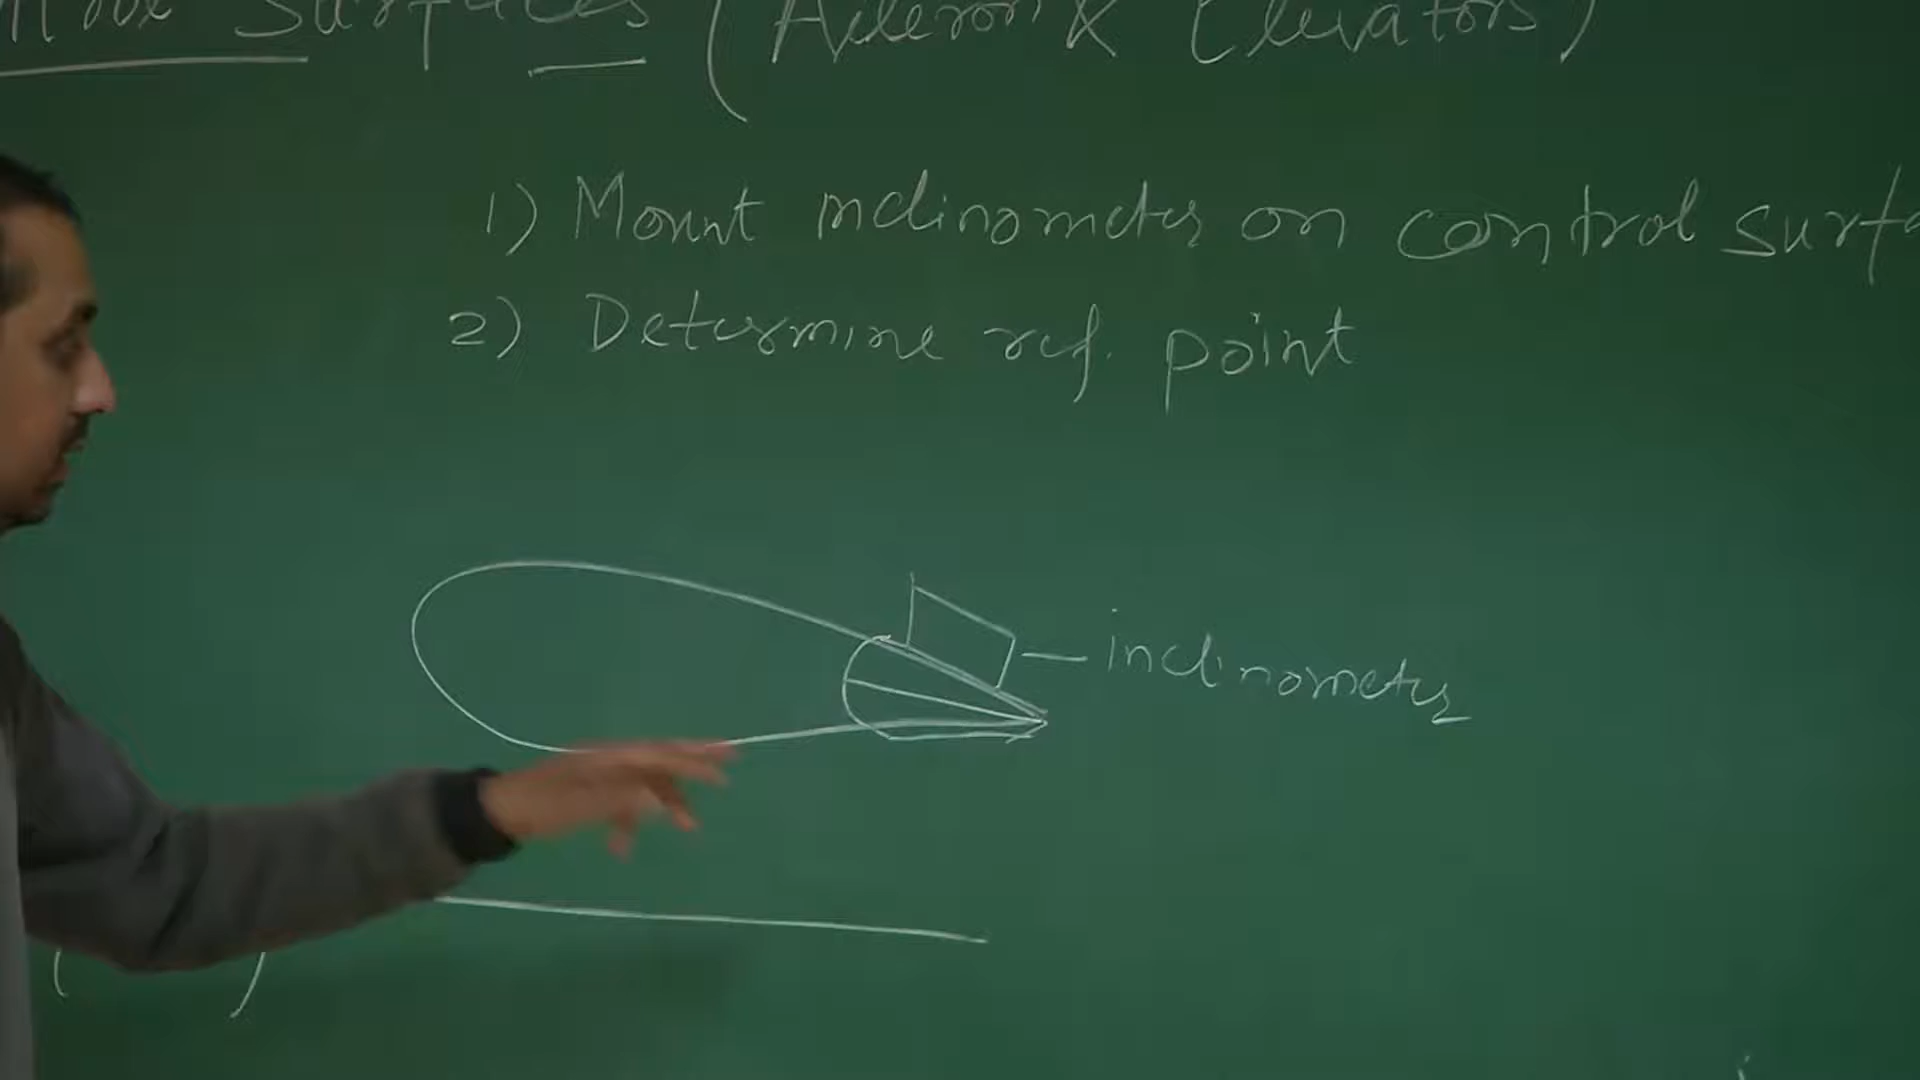 Surfaces (Aileron & Elevators)
1) Mount inclinometer on control surfa
2) Determine ref. point
inclinometer